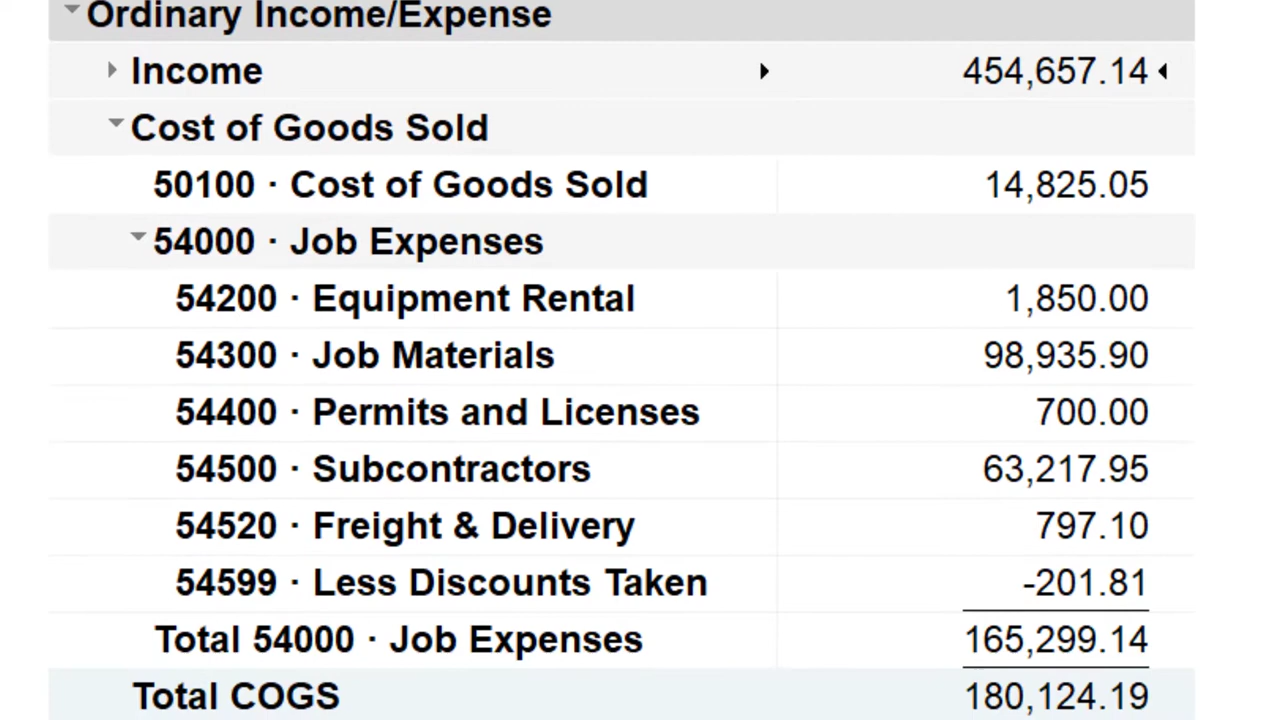 Ordinary Income/Expense
Income 454,657.14
Cost of Goods Sold
50100 · Cost of Goods Sold 14,825.05
54000 · Job Expenses
54200 · Equipment Rental 1,850.00
54300 · Job Materials 98,935.90
54400 · Permits and Licenses 700.00
54500 · Subcontractors 63,217.95
54520 · Freight & Delivery 797.10
54599 · Less Discounts Taken -201.81
Total 54000 · Job Expenses 165,299.14
Total COGS 180,124.19